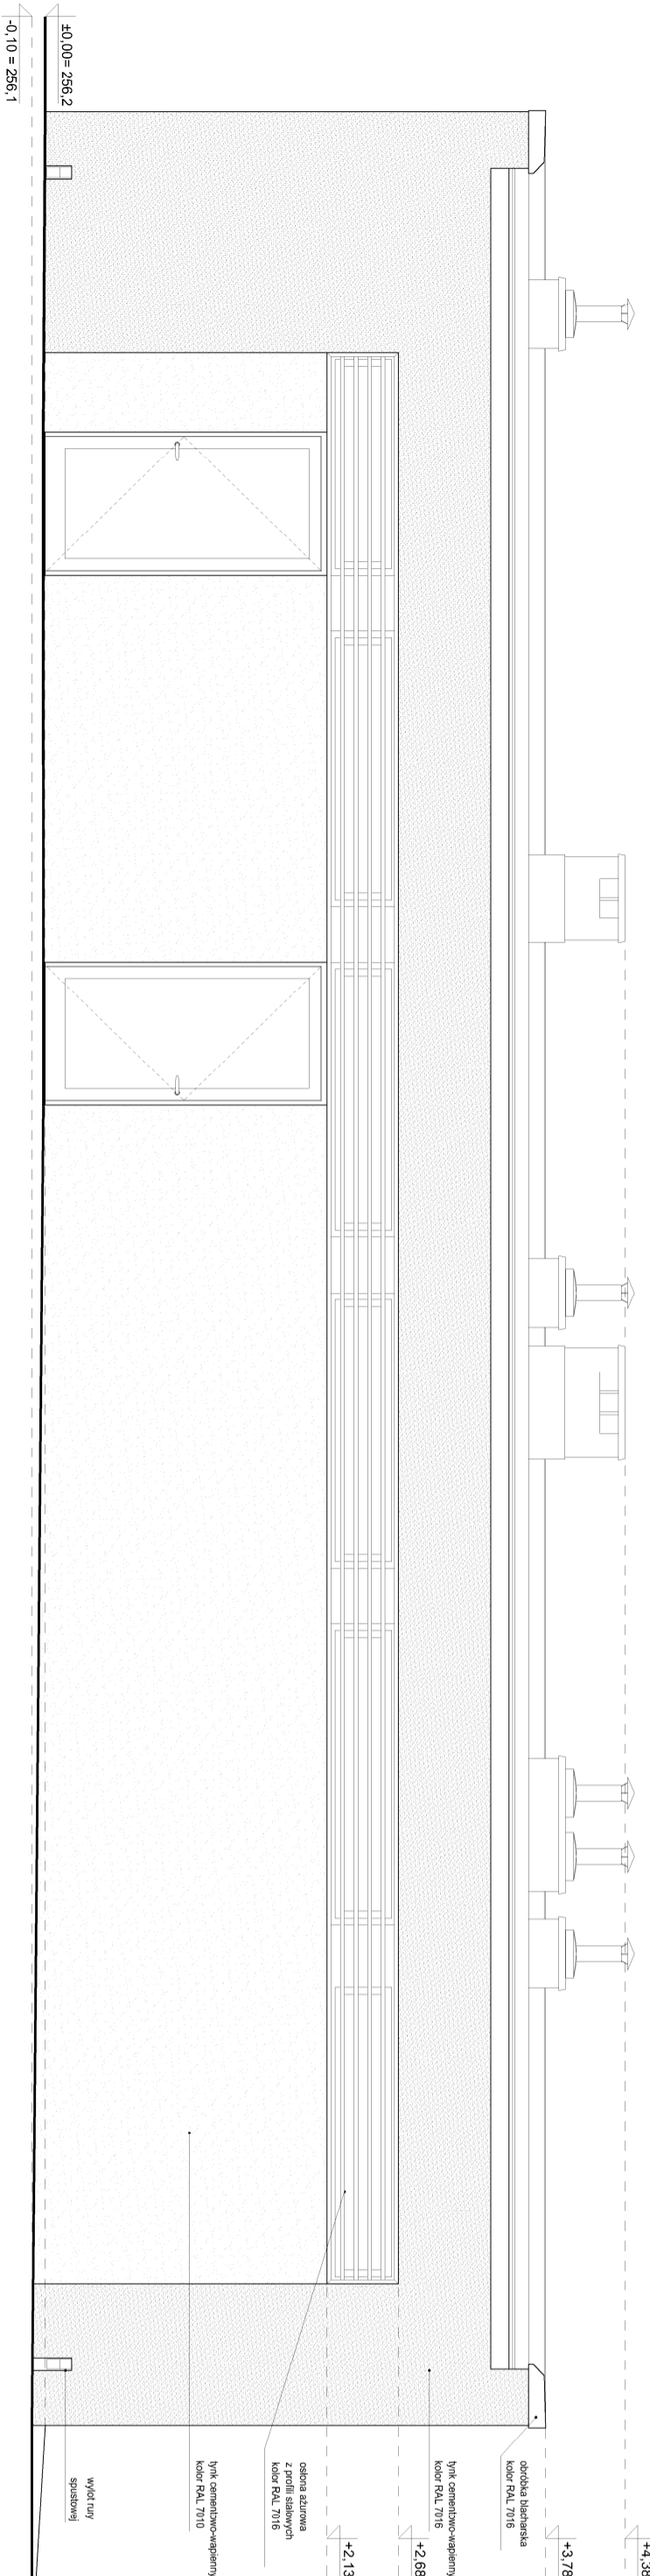 ±0,00= 256,2
-0,10 = 256,1
+4,38
+3,78
+2,68
+2,13
obróbka blacharska
kolor RAL 7016
tynk cementowo-wapienny
kolor RAL 7016
osłona ażurowa
z profili stalowych
kolor RAL 7016
tynk cementowo-wapienny
kolor RAL 7010
wylot rury
spustowej